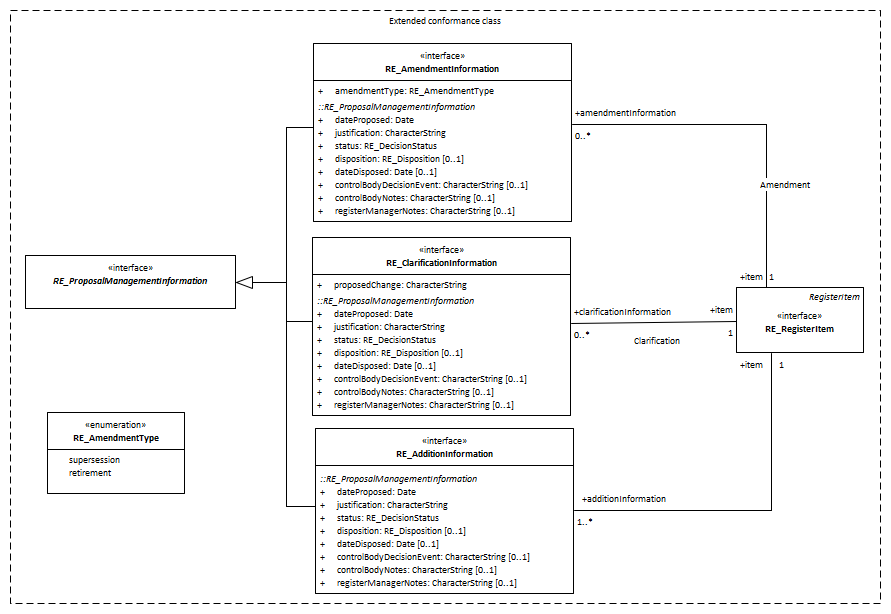 Extended conformance class
«interface»
RE_AmendmentInformation
+ amendmentType: RE_AmendmentType
::RE_ProposalManagementInformation
+ dateProposed: Date
+ justification: CharacterString
+ status: RE_DecisionStatus
+ disposition: RE_Disposition [0..1]
+ dateDisposed: Date [0..1]
+ controlBodyDecisionEvent: CharacterString [0..1]
+ controlBodyNotes: CharacterString [0..1]
+ registerManagerNotes: CharacterString [0..1]
+amendmentInformation
0..*
Amendment
+item 1
«interface»
RE_ProposalManagementInformation
«interface»
RE_ClarificationInformation
+ proposedChange: CharacterString
::RE_ProposalManagementInformation
+ dateProposed: Date
+ justification: CharacterString
+ status: RE_DecisionStatus
+ disposition: RE_Disposition [0..1]
+ dateDisposed: Date [0..1]
+ controlBodyDecisionEvent: CharacterString [0..1]
+ controlBodyNotes: CharacterString [0..1]
+ registerManagerNotes: CharacterString [0..1]
+clarificationInformation
0..*
Clarification
+item
1
RegisterItem
«interface»
RE_RegisterItem
+item 1
«enumeration»
RE_AmendmentType
supersession
retirement
«interface»
RE_AdditionInformation
::RE_ProposalManagementInformation
+ dateProposed: Date
+ justification: CharacterString
+ status: RE_DecisionStatus
+ disposition: RE_Disposition [0..1]
+ dateDisposed: Date [0..1]
+ controlBodyDecisionEvent: CharacterString [0..1]
+ controlBodyNotes: CharacterString [0..1]
+ registerManagerNotes: CharacterString [0..1]
+additionInformation
1..*